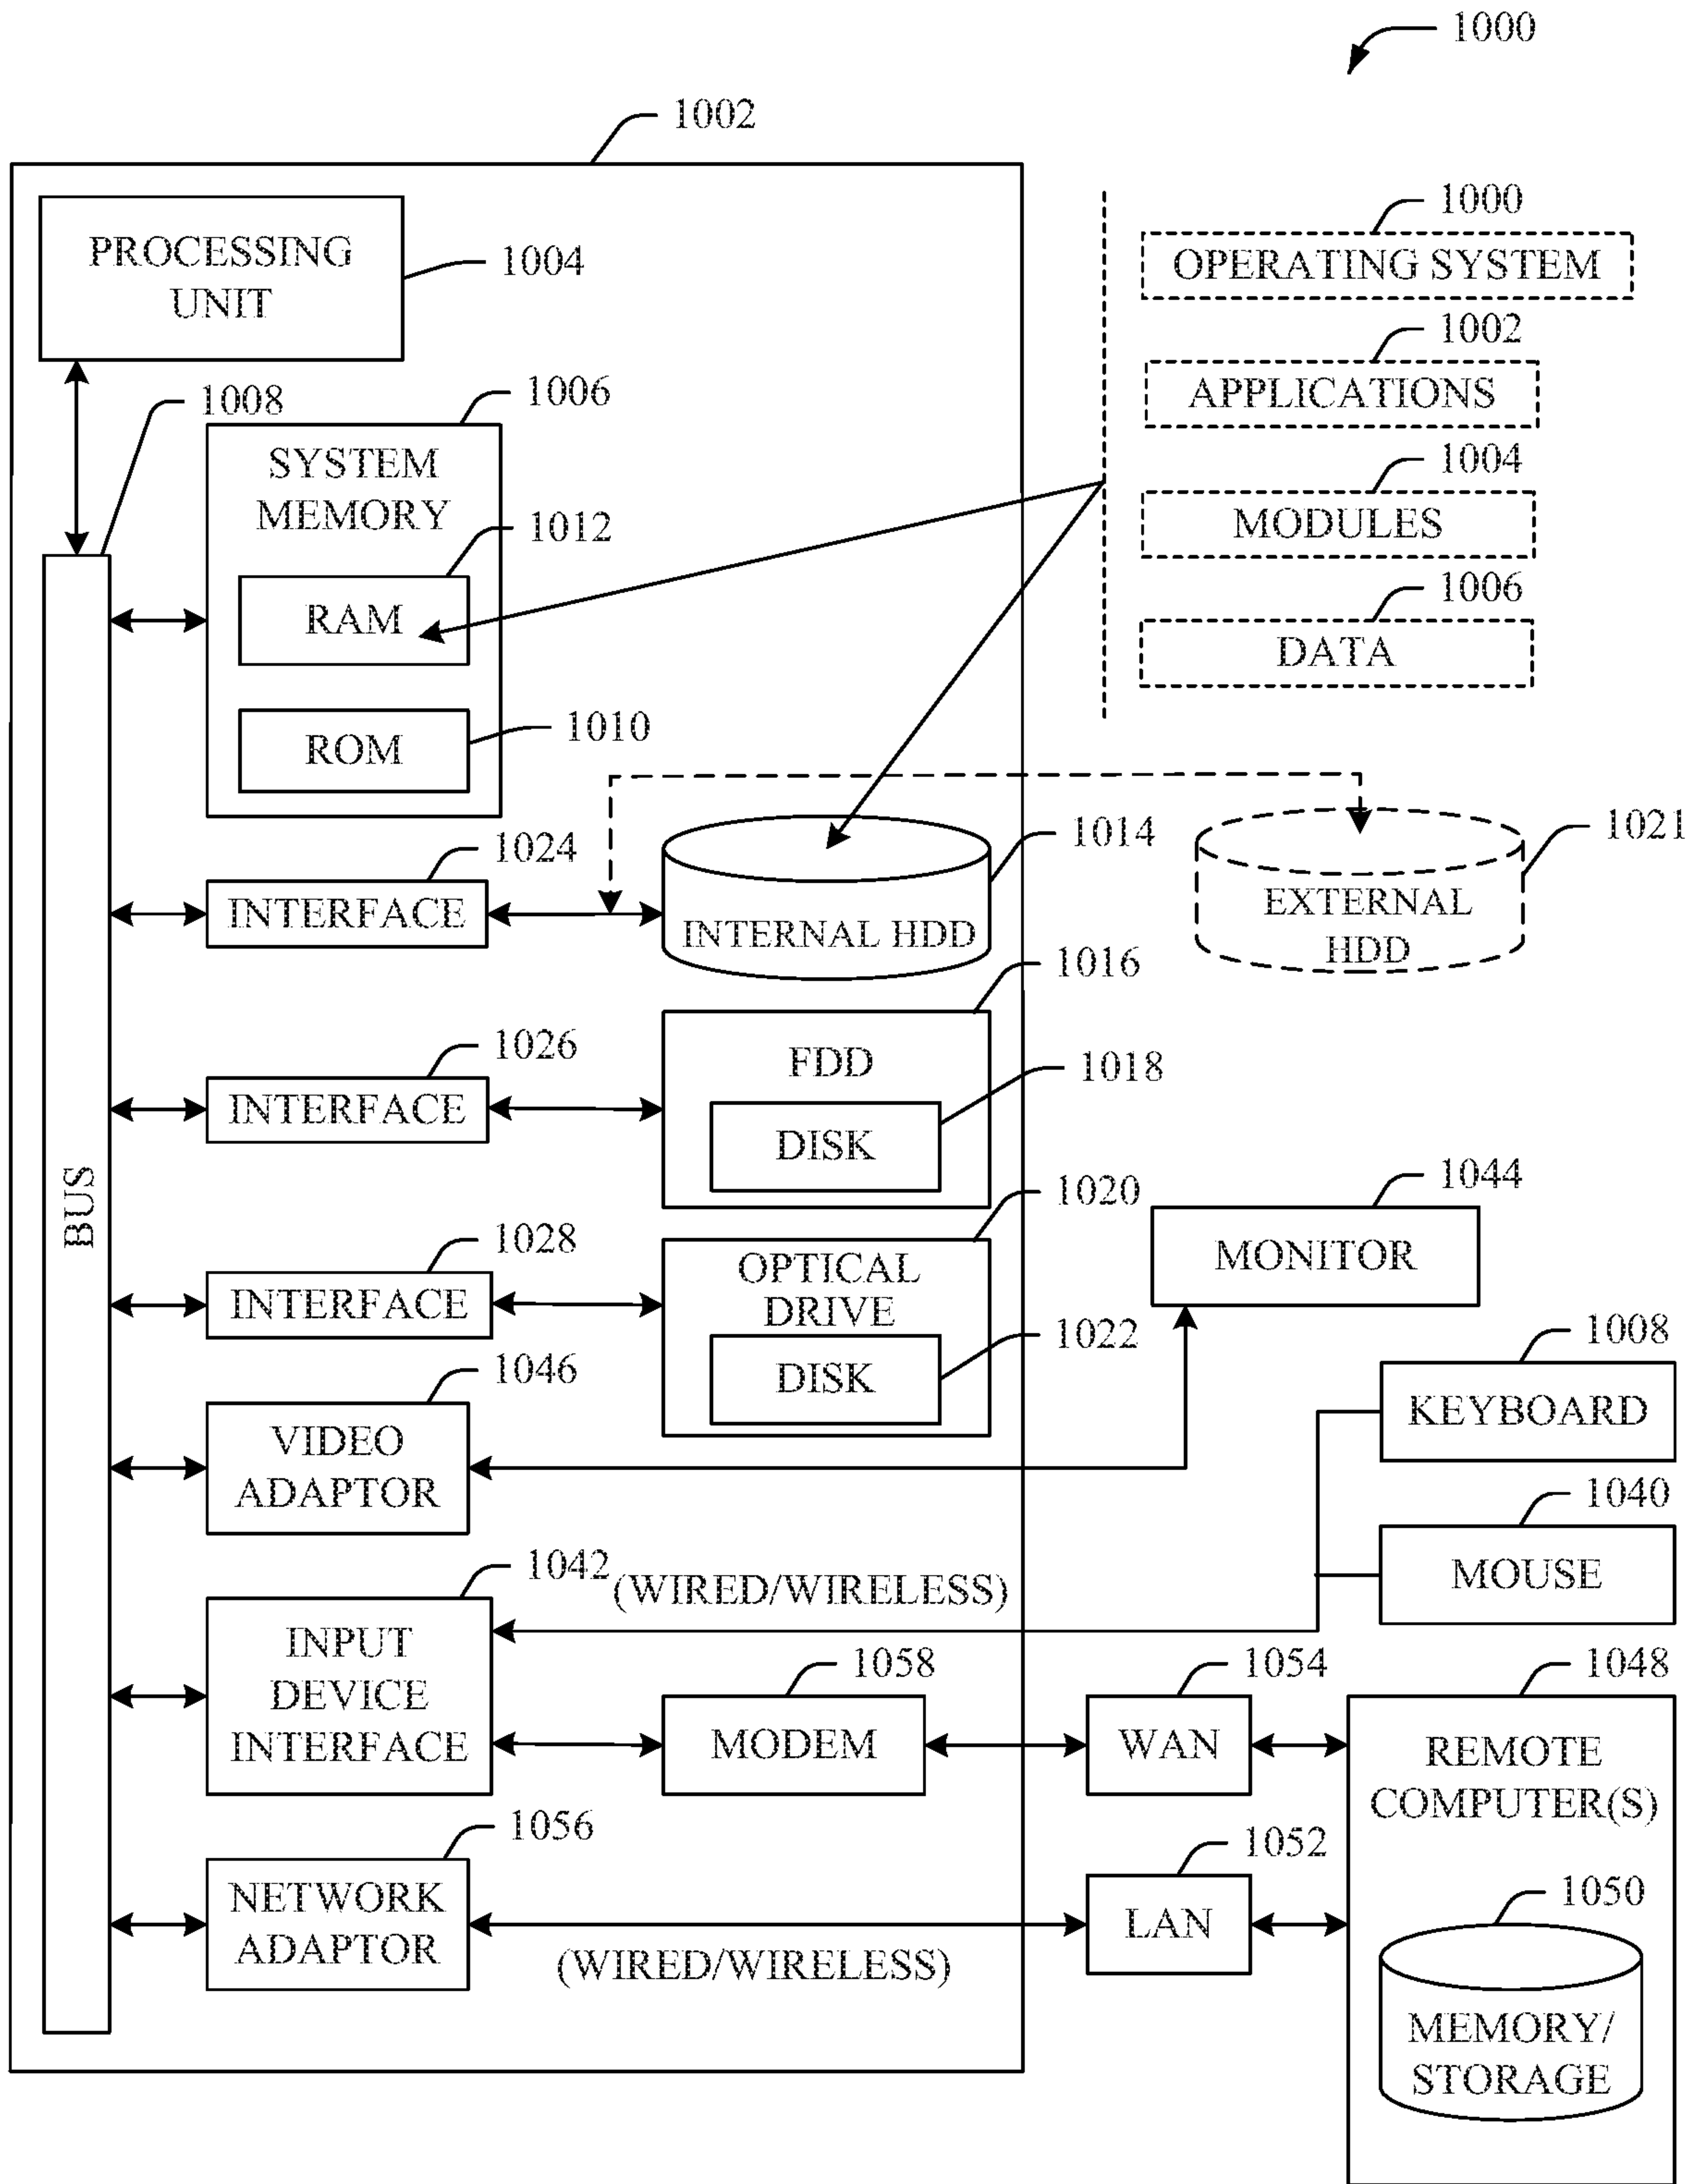 1000
1002
PROCESSING
UNIT
1004
1000
OPERATING SYSTEM
1002
APPLICATIONS
1004
MODULES
1006
DATA
1008
1006
SYSTEM
MEMORY
1012
RAM
1010
ROM
1024
INTERFACE
1014
INTERNAL HDD
1021
EXTERNAL
HDD
1016
1026
INTERFACE
FDD
1018
DISK
BUS
1020
1028
INTERFACE
OPTICAL
DRIVE
1022
DISK
1044
MONITOR
1046
VIDEO
ADAPTOR
1008
KEYBOARD
1040
MOUSE
1042
(WIRED/WIRELESS)
INPUT
DEVICE
INTERFACE
1058
MODEM
1054
WAN
1048
REMOTE
COMPUTER(S)
1056
NETWORK
ADAPTOR
(WIRED/WIRELESS)
1052
LAN
1050
MEMORY/
STORAGE